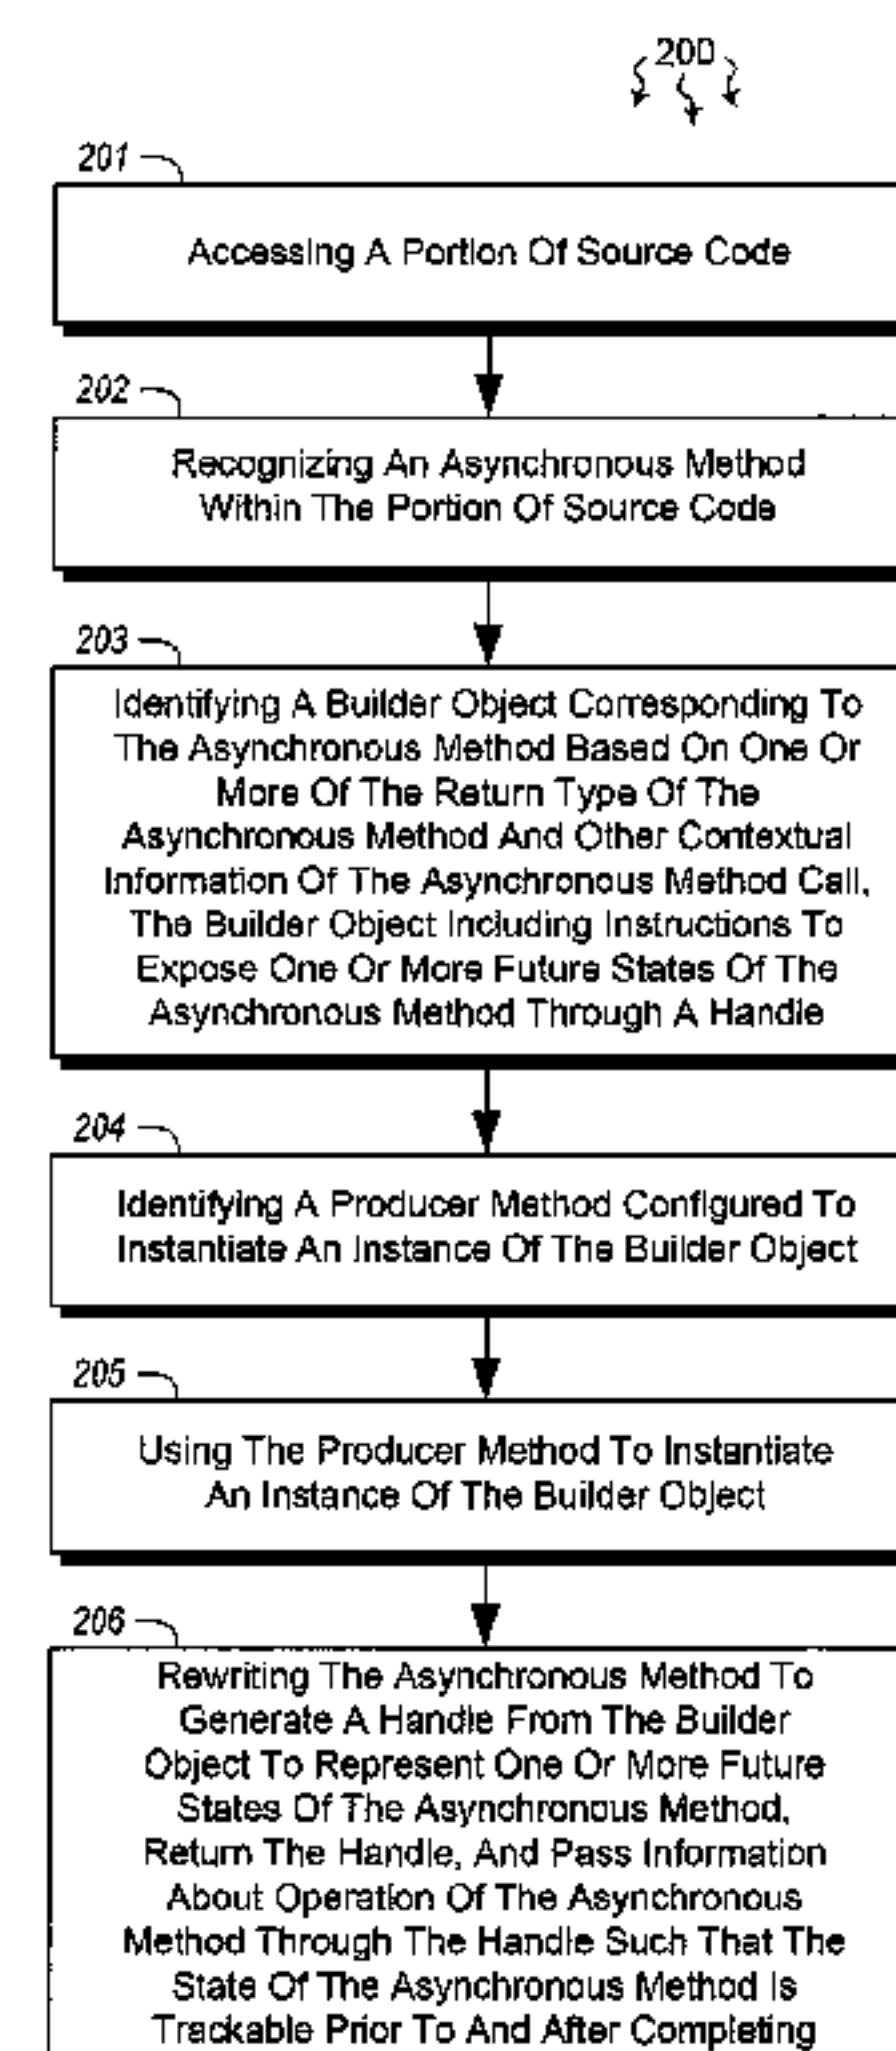 200
201
Accessing A Portion Of Source Code
202
Recognizing An Asynchronous Method
Within The Portion Of Source Code
203
Identifying A Builder Object Corresponding To
The Asynchronous Method Based On One Or
More Of The Return Type Of The
Asynchronous Method And Other Contextual
Information Of The Asynchronous Method Call,
The Builder Object Including Instructions To
Expose One Or More Future States Of The
Asynchronous Method Through A Handle
204
Identifying A Producer Method Configured To
Instantiate An Instance Of The Builder Object
205
Using The Producer Method To Instantiate
An Instance Of The Builder Object
206
Rewriting The Asynchronous Method To
Generate A Handle From The Builder
Object To Represent One Or More Future
States Of The Asynchronous Method,
Return The Handle, And Pass Information
About Operation Of The Asynchronous
Method Through The Handle Such That The
State Of The Asynchronous Method Is
Trackable Prior To And After Completing